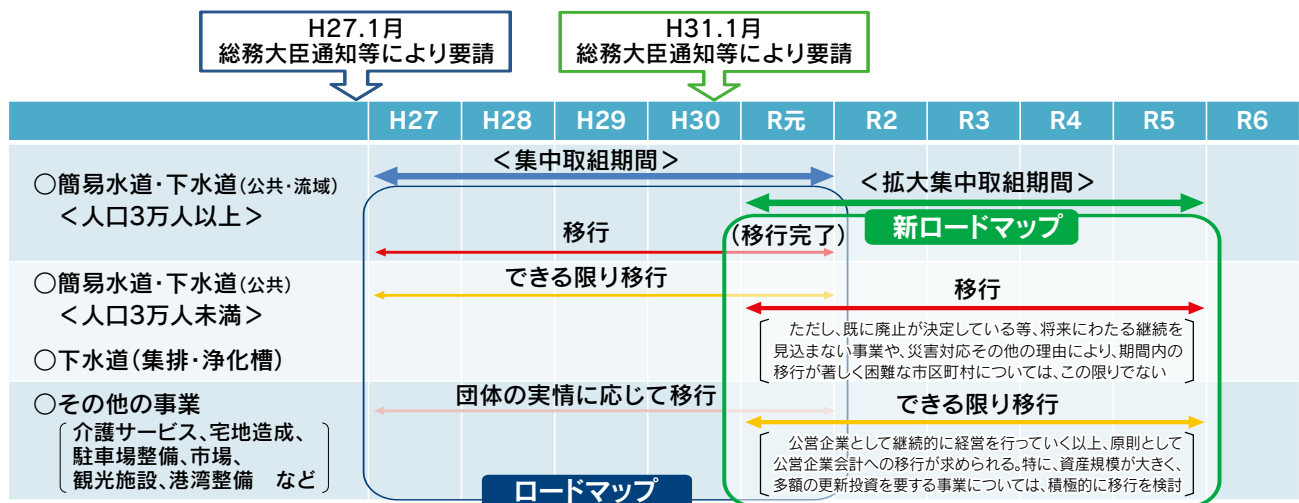 H27.1月
総務大臣通知等により要請
H31.1月
総務大臣通知等により要請
H27 H28 H29 H30 R元 R2 R3 R4 R5 R6
○簡易水道・下水道(公共・流域)
＜人口3万人以上＞
＜集中取組期間＞
＜拡大集中取組期間＞
新ロードマップ
移行
(移行完了)
○簡易水道・下水道(公共)
＜人口3万人未満＞
○下水道(集排・浄化槽)
できる限り移行
移行
ただし、既に廃止が決定している等、将来にわたる継続を
見込まない事業や、災害対応その他の理由により、期間内の
移行が著しく困難な市区町村については、この限りでない
○その他の事業
介護サービス、宅地造成、
駐車場整備、市場、
観光施設、港湾整備　など
団体の実情に応じて移行
できる限り移行
公営企業として継続的に経営を行っていく以上、原則として
公営企業会計への移行が求められる。特に、資産規模が大きく、
多額の更新投資を要する事業については、積極的に移行を検討
ロードマップ